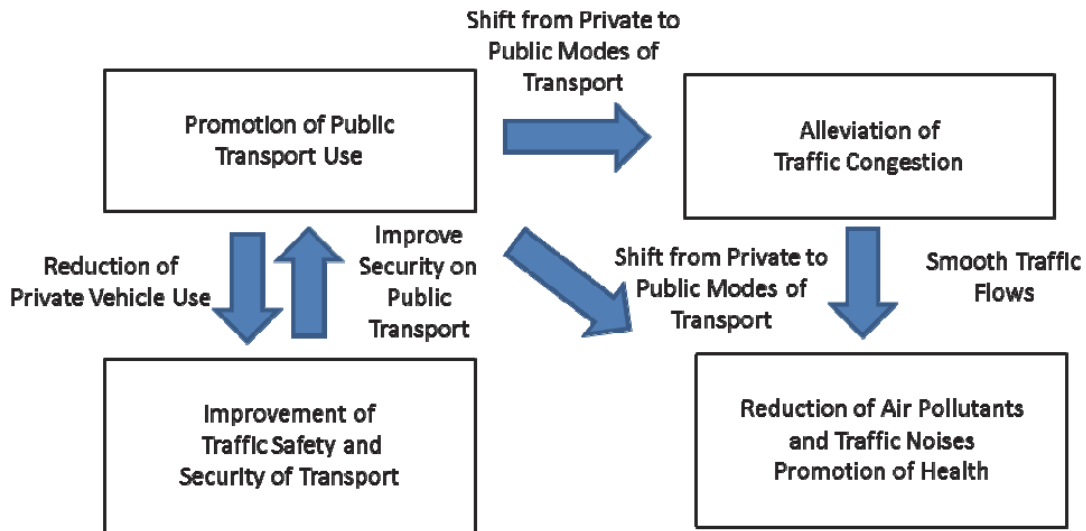 Shift from Private to
Public Modes of
Transport
Promotion of Public
Transport Use
Alleviation of
Traffic Congestion
Reduction of
Private Vehicle Use
Improve
Security on
Public
Transport
Shift from Private to
Public Modes of
Transport
Smooth Traffic
Flows
Improvement of
Traffic Safety and
Security of Transport
Reduction of Air Pollutants
and Traffic Noises
Promotion of Health